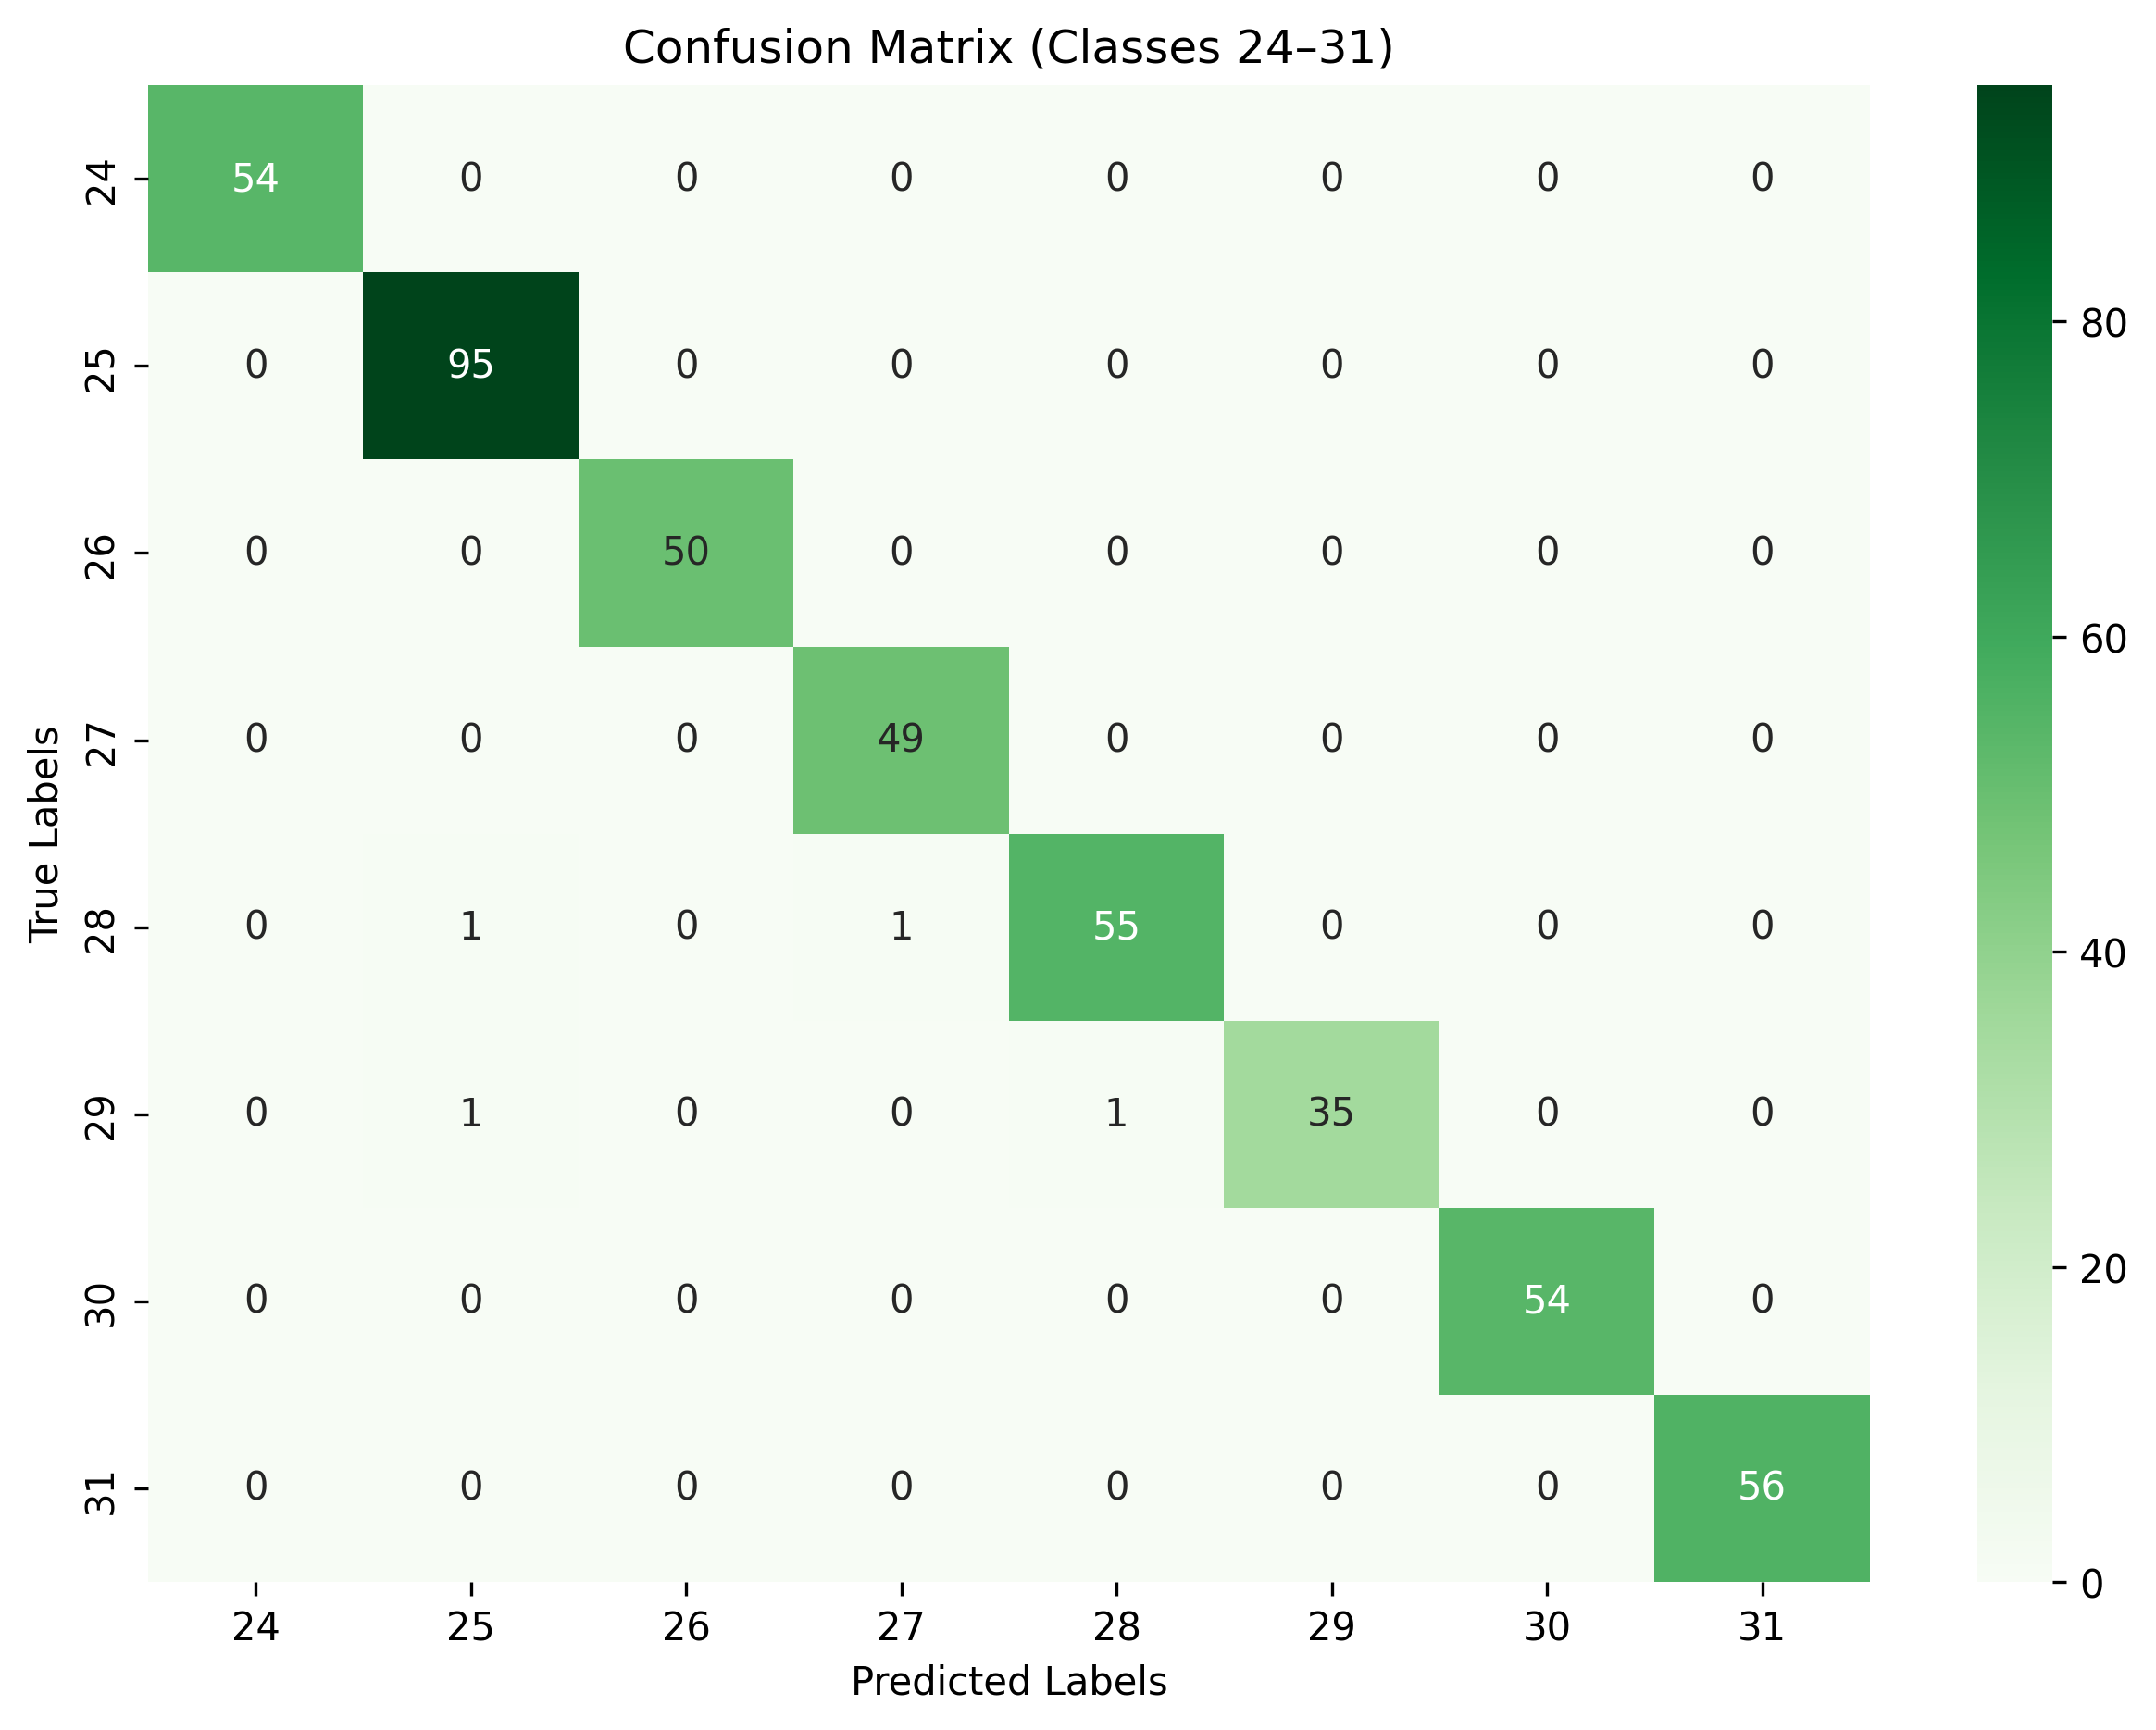 Confusion Matrix (Classes 24–31)
24 54 0 0 0 0 0 0 0
25 0 95 0 0 0 0 0 0
26 0 0 50 0 0 0 0 0
27 0 0 0 49 0 0 0 0
28 0 1 0 1 55 0 0 0
29 0 1 0 0 1 35 0 0
30 0 0 0 0 0 0 54 0
31 0 0 0 0 0 0 0 56
True Labels
24 25 26 27 28 29 30 31
Predicted Labels
80
60
40
20
0